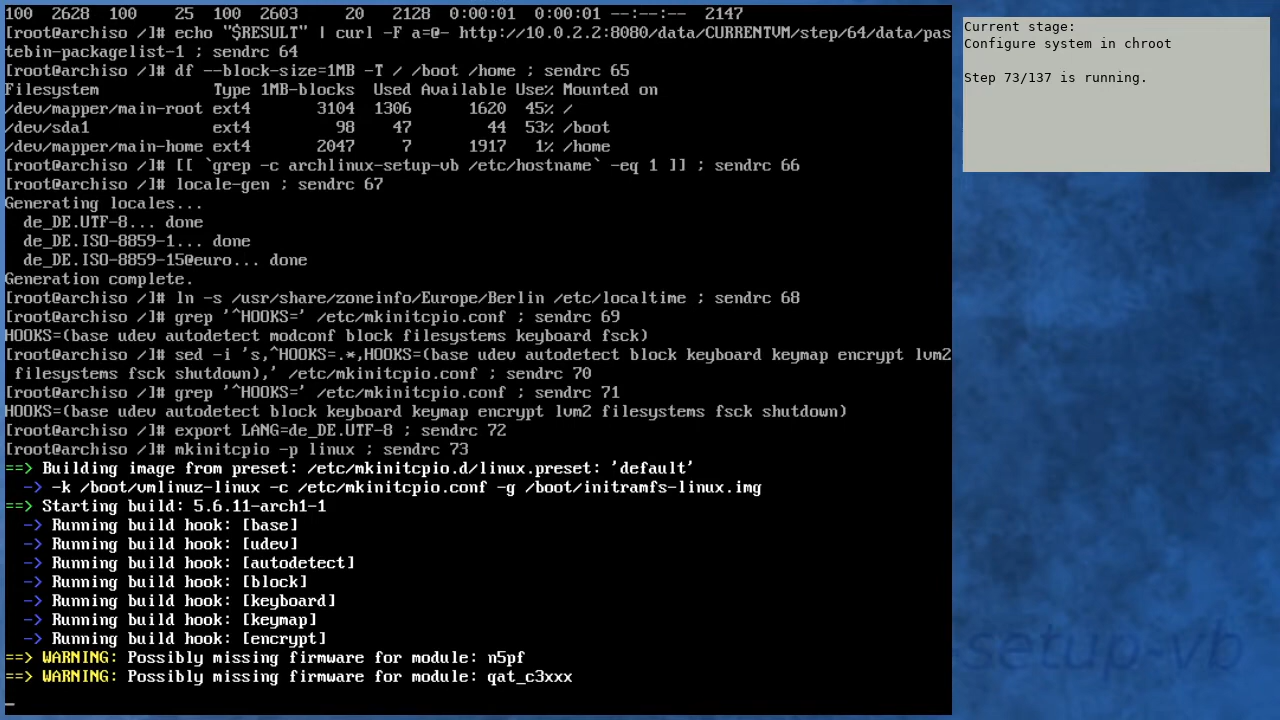 100  2628  100    25  100  2603     20   2128  0:00:01  0:00:01 --:--:--  2147
[root@archiso /]# echo "$RESULT" | curl -F a=@- http://10.0.2.2:8080/data/CURRENTVM/step/64/data/pas
tebin-packagelist-1 ; sendrc 64
[root@archiso /]# df --block-size=1MB -T / /boot /home ; sendrc 65
Filesystem            Type 1MB-blocks  Used Available Use% Mounted on
/dev/mapper/main-root ext4       3104  1306      1620  45% /
/dev/sda1             ext4         98    47        44  53% /boot
/dev/mapper/main-home ext4       2047     7      1917   1% /home
[root@archiso /]# [[ `grep -c archlinux-setup-vb /etc/hostname` -eq 1 ]] ; sendrc 66
[root@archiso /]# locale-gen ; sendrc 67
Generating locales...
  de_DE.UTF-8... done
  de_DE.ISO-8859-1... done
  de_DE.ISO-8859-15@euro... done
Generation complete.
[root@archiso /]# ln -s /usr/share/zoneinfo/Europe/Berlin /etc/localtime ; sendrc 68
[root@archiso /]# grep '^HOOKS=' /etc/mkinitcpio.conf ; sendrc 69
HOOKS=(base udev autodetect modconf block filesystems keyboard fsck)
[root@archiso /]# sed -i 's,^HOOKS=.*,HOOKS=(base udev autodetect block keyboard keymap encrypt lvm2
 filesystems fsck shutdown),' /etc/mkinitcpio.conf ; sendrc 70
[root@archiso /]# grep '^HOOKS=' /etc/mkinitcpio.conf ; sendrc 71
HOOKS=(base udev autodetect block keyboard keymap encrypt lvm2 filesystems fsck shutdown)
[root@archiso /]# export LANG=de_DE.UTF-8 ; sendrc 72
[root@archiso /]# mkinitcpio -p linux ; sendrc 73
==> Building image from preset: /etc/mkinitcpio.d/linux.preset: 'default'
  -> -k /boot/vmlinuz-linux -c /etc/mkinitcpio.conf -g /boot/initramfs-linux.img
==> Starting build: 5.6.11-arch1-1
  -> Running build hook: [base]
  -> Running build hook: [udev]
  -> Running build hook: [autodetect]
  -> Running build hook: [block]
  -> Running build hook: [keyboard]
  -> Running build hook: [keymap]
  -> Running build hook: [encrypt]
==> WARNING: Possibly missing firmware for module: n5pf
==> WARNING: Possibly missing firmware for module: qat_c3xxx
_
Current stage:
Configure system in chroot
Step 73/137 is running.
setup-vb